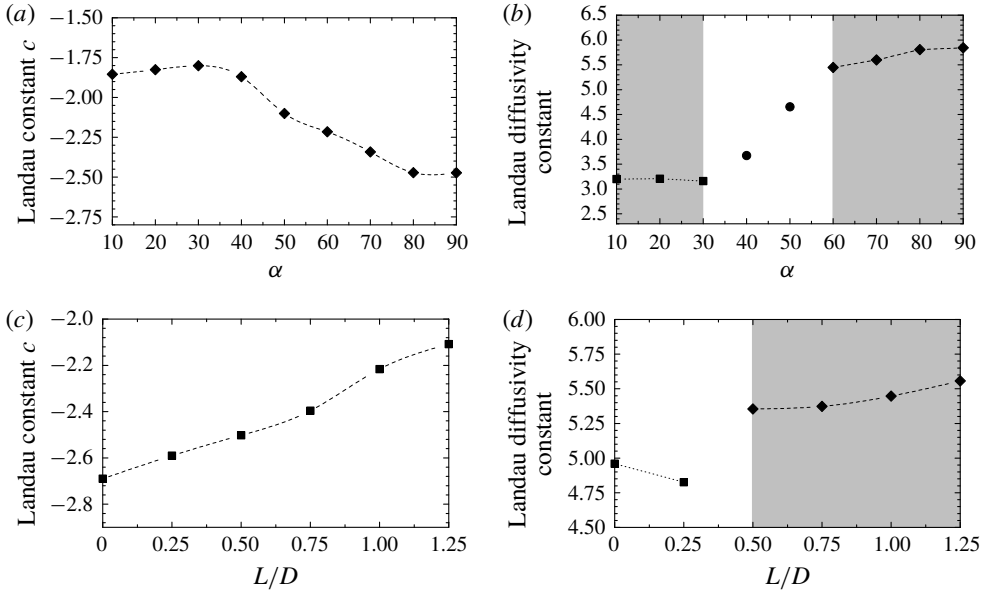 (a)
−1.50
−1.75
−2.00
−2.25
−2.50
−2.75
Landau constant c
10 20 30 40 50 60 70 80 90
α
(b)
6.5
6.0
5.5
5.0
4.5
4.0
3.5
3.0
2.5
Landau diffusivity
constant
10 20 30 40 50 60 70 80 90
α
(c)
−2.0
−2.2
−2.4
−2.6
−2.8
Landau constant c
0 0.25 0.50 0.75 1.00 1.25
L/D
(d)
6.00
5.75
5.50
5.25
5.00
4.75
4.50
Landau diffusivity
constant
0 0.25 0.50 0.75 1.00 1.25
L/D